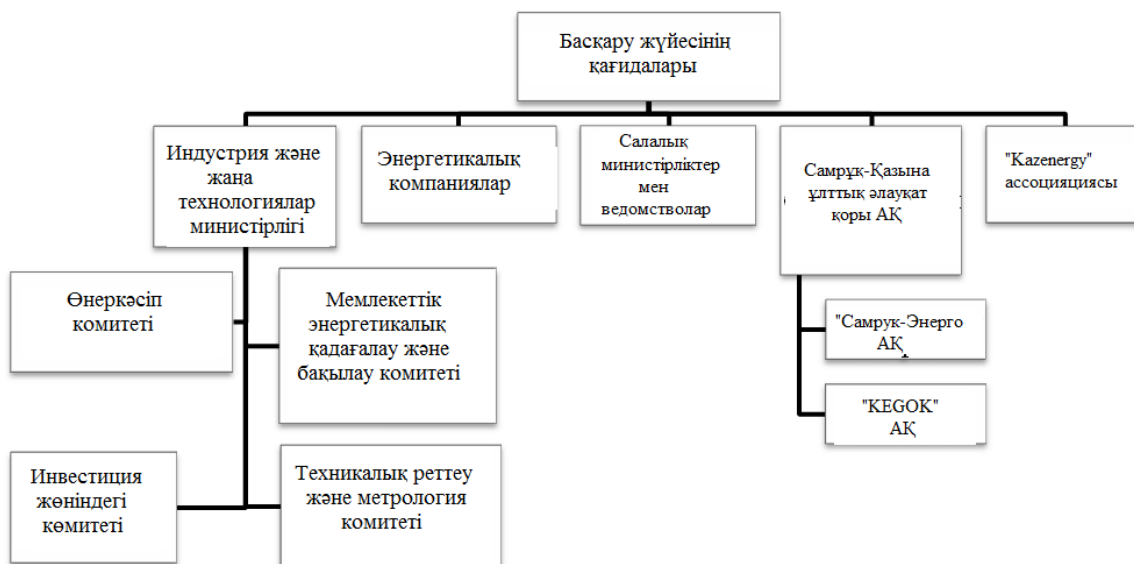 Басқару жүйесінің
қағидалары
Индустрия және
жаңа
технологиялар
министірлігі
Энергетикалық
компаниялар
Салалық
министірліктер
мен
ведомстволар
Самрұқ-Қазына
ұлттық әлауқат
қоры АҚ
"Kazenergy"
ассоцияциясы
Өнеркәсіп
комитеті
Мемлекеттік
энергетикалық
қадағалау және
бақылау комитеті
"Самрук-Энерго
АҚ
"KEGOK"
АҚ
Инвестиция
жөніндегі
көмитеті
Техникалық реттеу
және метрология
комитеті